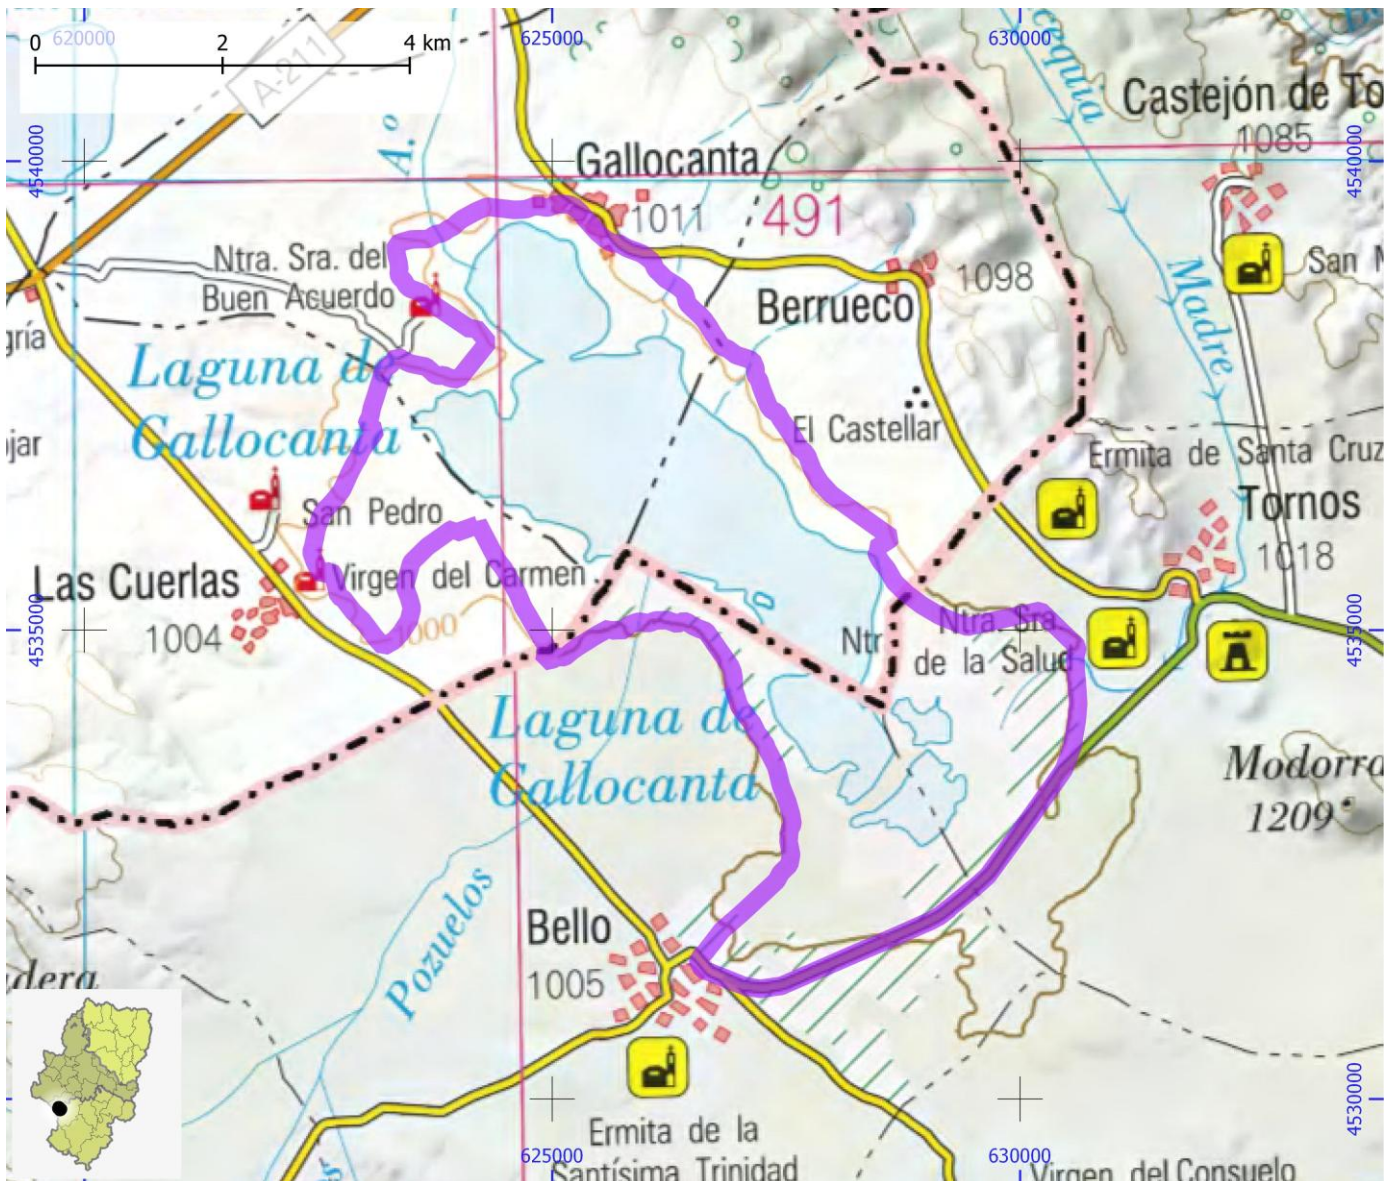 0
620000
2
4 km
625000
630000
A-211
A.º
Acequia
Madre
Castejón de To
1085
4540000
4540000
Gallocanta
1011
491
Ntra. Sra. del
Buen Acuerdo
1098
San
Berrueco
gría
Laguna de
Gallocanta
jar
El Castellar
Ermita de Santa Cruz
San Pedro
Tornos
1018
Las Cuerlas
Virgen del Carmen
1004
1000
4535000
4535000
Ntr
Ntra. Sra.
de la Salud
Laguna de
Gallocanta
Modorra
1209
Pozuelos
Bello
1005
dera
4530000
Ermita de la
Santísima Trinidad
625000
630000
Virgen del Consuelo